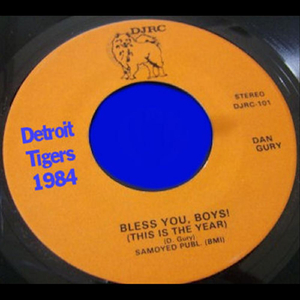 DJRC
STEREO
DJRC-101
Detroit
Tigers
1984
DAN
GURY
BLESS YOU, BOYS!
(THIS IS THE YEAR)
(D. Gury)
SAMOYED PUBL. (BMI)